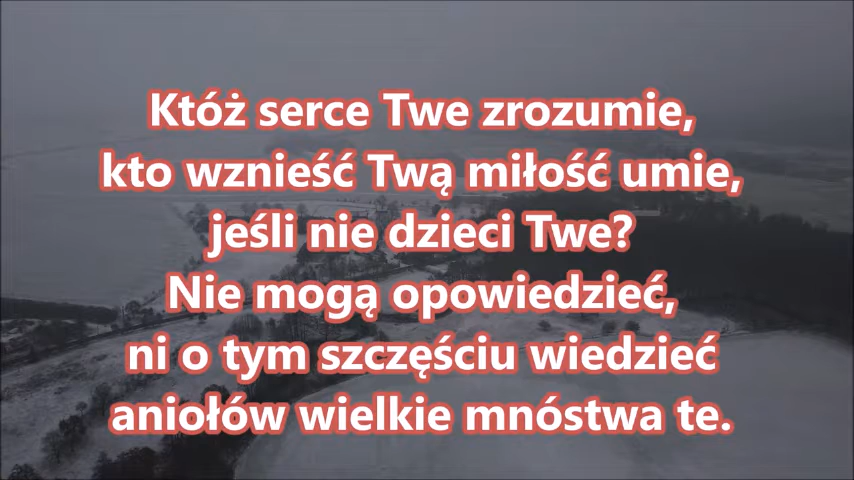 Któż serce Twe zrozumie,
kto wznieść Twą miłość umie,
jeśli nie dzieci Twe?
Nie mogą opowiedzieć,
ni o tym szczęściu wiedzieć
aniołów wielkie mnóstwa te.